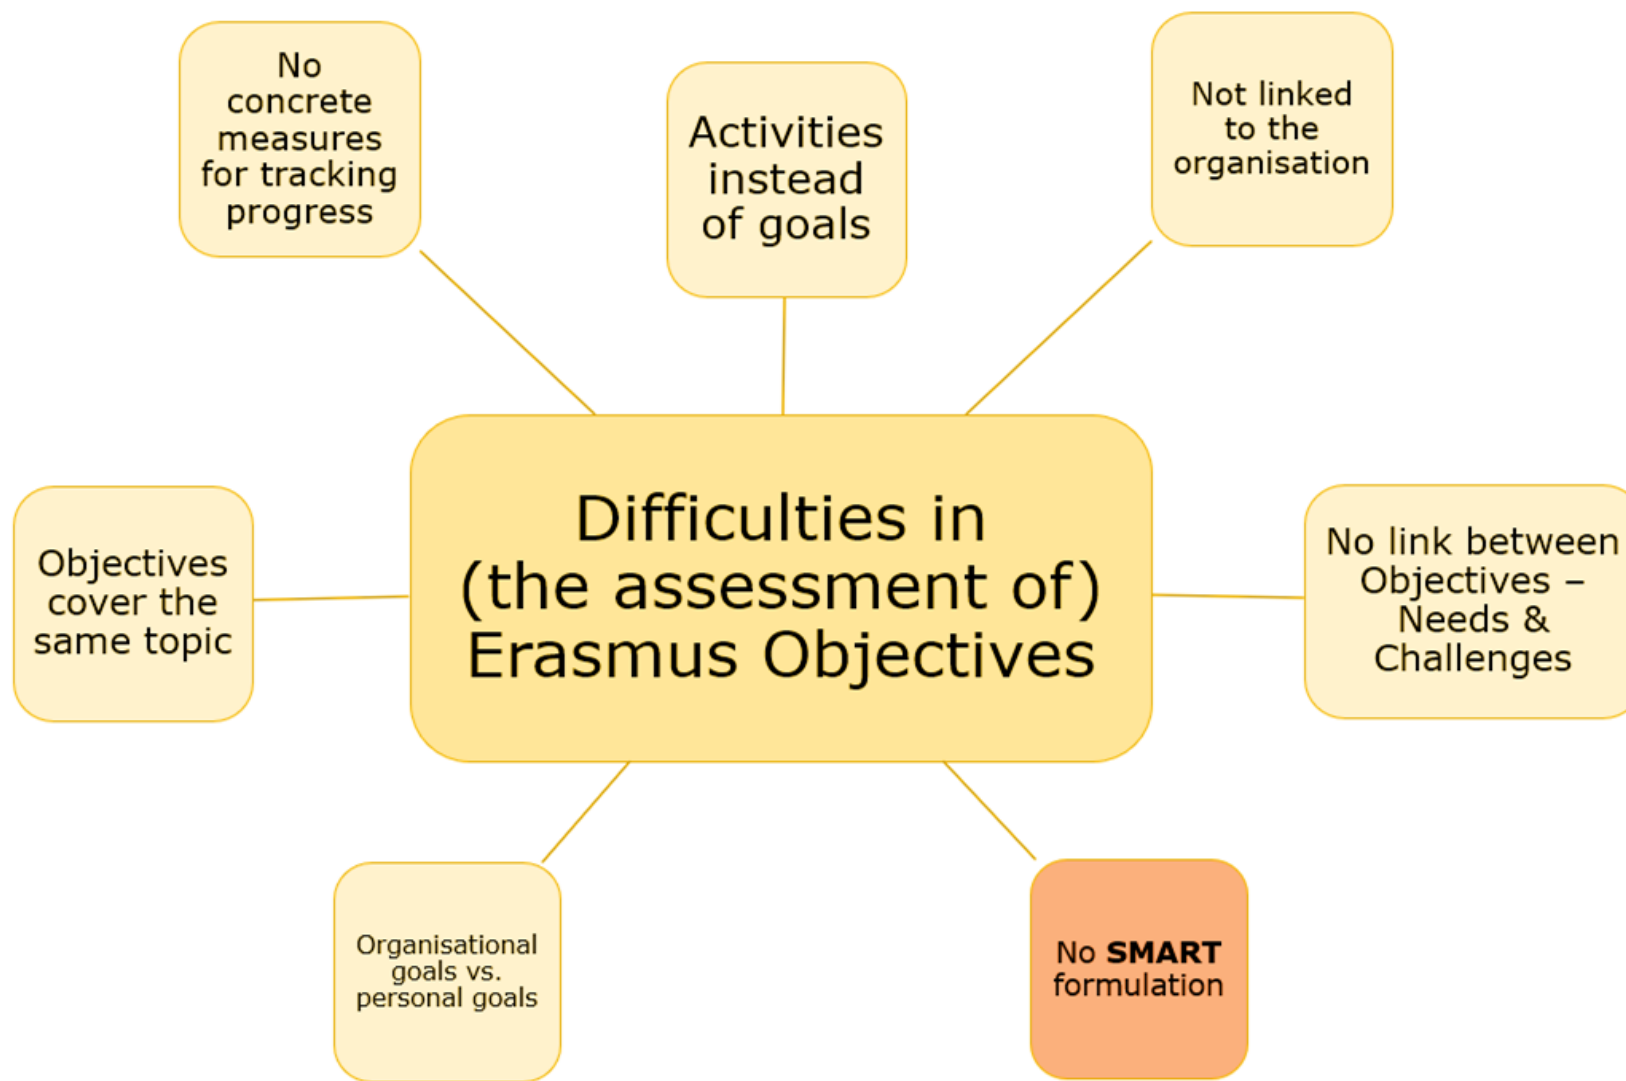 No
concrete
measures
for tracking
progress
Activities
instead
of goals
Not linked
to the
organisation
Difficulties in
(the assessment of)
Erasmus Objectives
Objectives
cover the
same topic
No link between
Objectives –
Needs &
Challenges
Organisational
goals vs.
personal goals
No SMART
formulation